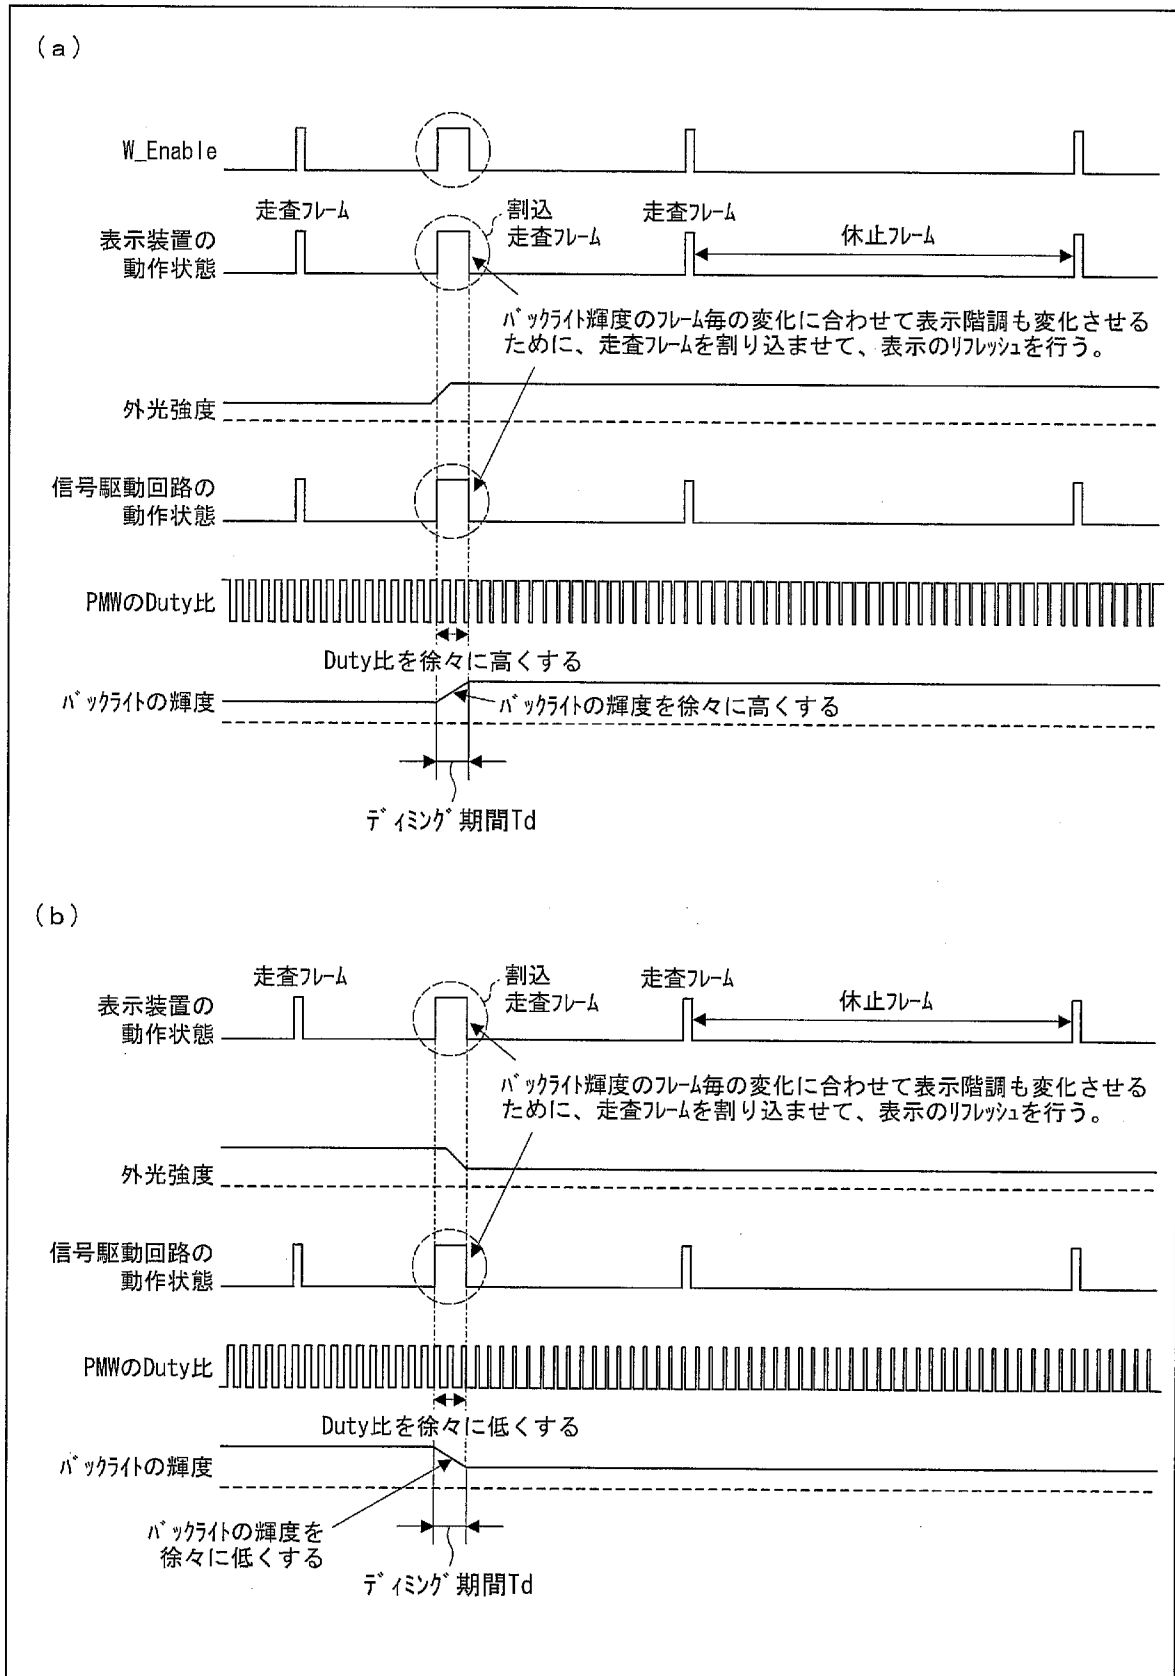 (a)
W_Enable
走査フレーム
割込
走査フレーム
走査フレーム
休止フレーム
表示装置の
動作状態
バックライト輝度のフレーム毎の変化に合わせて表示階調も変化させる
ために、走査フレームを割り込ませて、表示のリフレッシュを行う。
外光強度
信号駆動回路の
動作状態
PMWのDuty比
Duty比を徐々に高くする
バックライトの輝度
バックライトの輝度を徐々に高くする
ディミング期間Td
(b)
走査フレーム
割込
走査フレーム
走査フレーム
休止フレーム
表示装置の
動作状態
バックライト輝度のフレーム毎の変化に合わせて表示階調も変化させる
ために、走査フレームを割り込ませて、表示のリフレッシュを行う。
外光強度
信号駆動回路の
動作状態
PMWのDuty比
Duty比を徐々に低くする
バックライトの輝度
バックライトの輝度を
徐々に低くする
ディミング期間Td